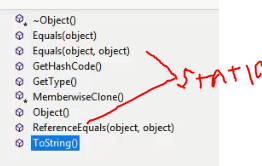 ~Object()
Equals(object)
Equals(object, object)
GetHashCode()
GetType()
MemberwiseClone()
Object()
ReferenceEquals(object, object)
ToString()
STATIC